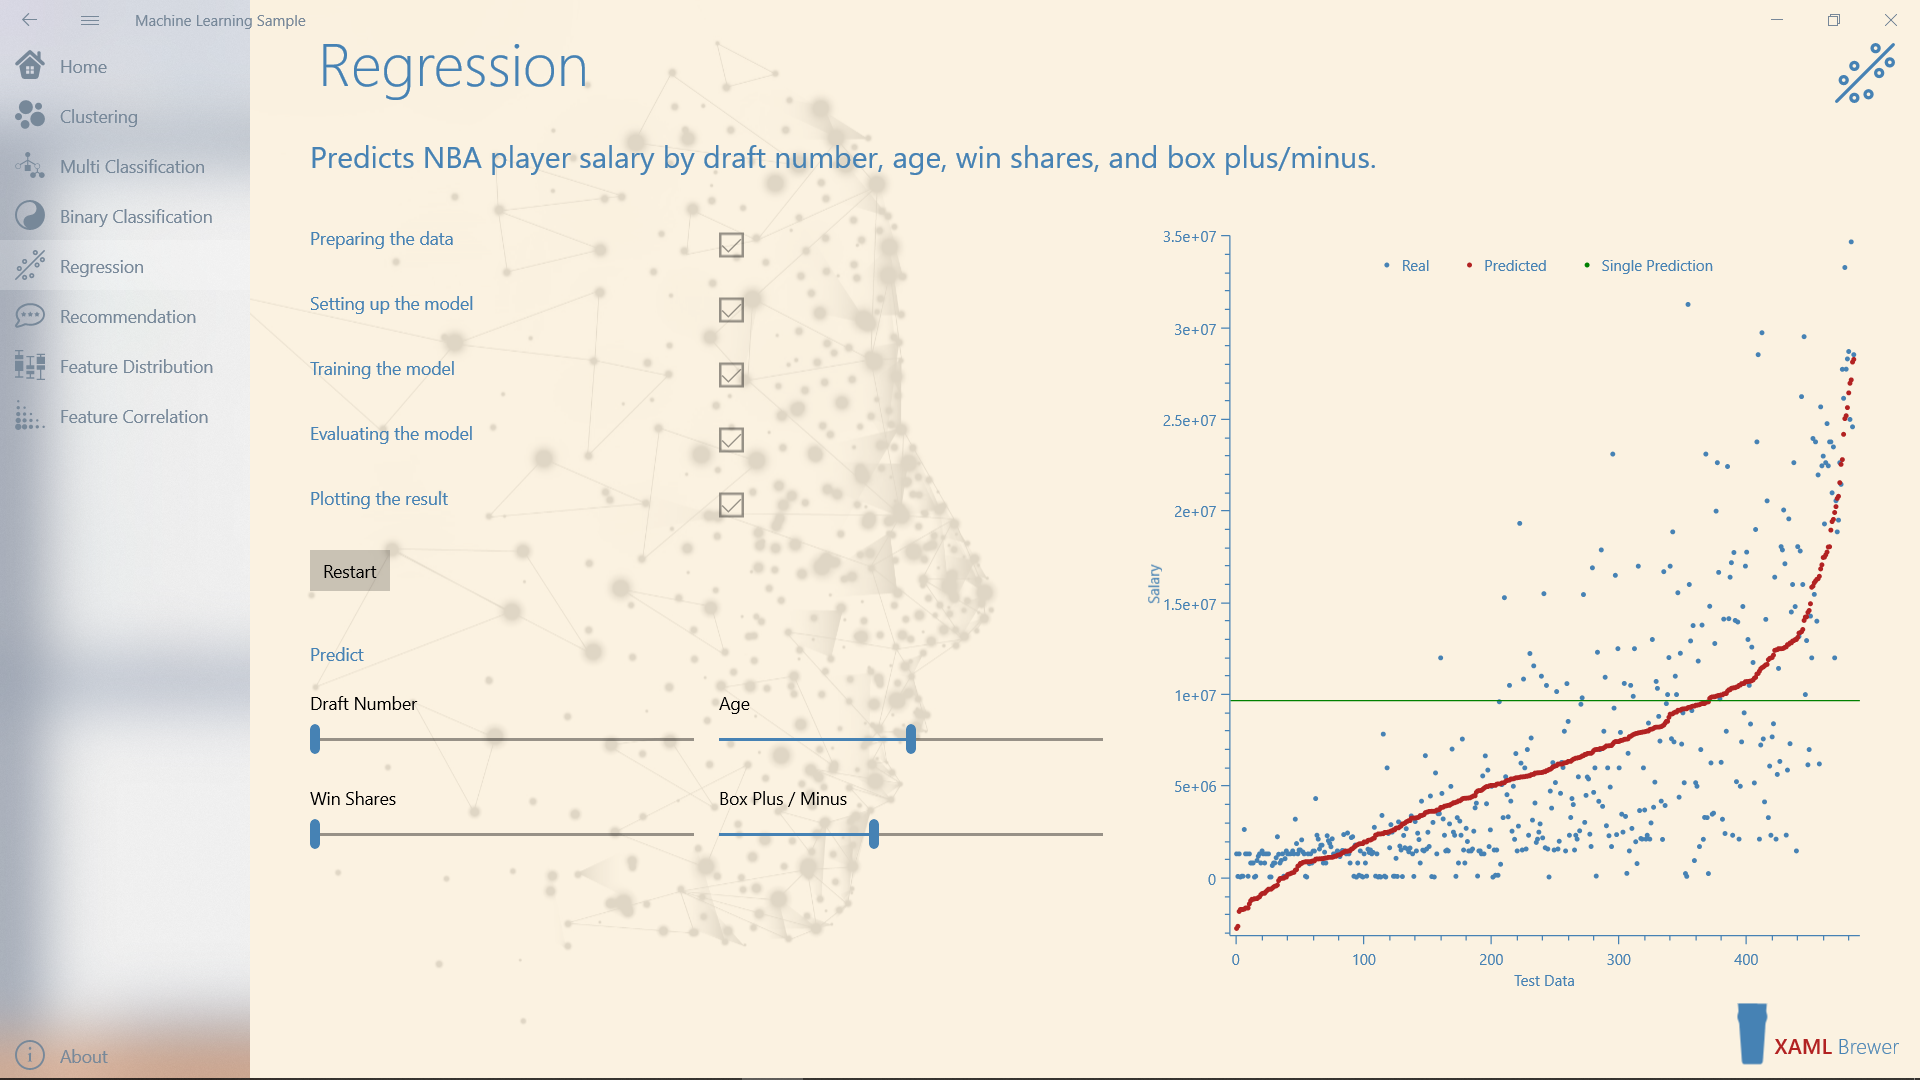 Machine Learning Sample
Home
Clustering
Multi Classification
Binary Classification
Regression
Recommendation
Feature Distribution
Feature Correlation
About
Regression
Predicts NBA player salary by draft number, age, win shares, and box plus/minus.
Preparing the data
Setting up the model
Training the model
Evaluating the model
Plotting the result
Restart
Predict
Draft Number
Age
Win Shares
Box Plus / Minus
Real
Predicted
Single Prediction
3.5e+07
3e+07
2.5e+07
2e+07
1.5e+07
1e+07
5e+06
0
Salary
0 100 200 300 400
Test Data
XAML Brewer